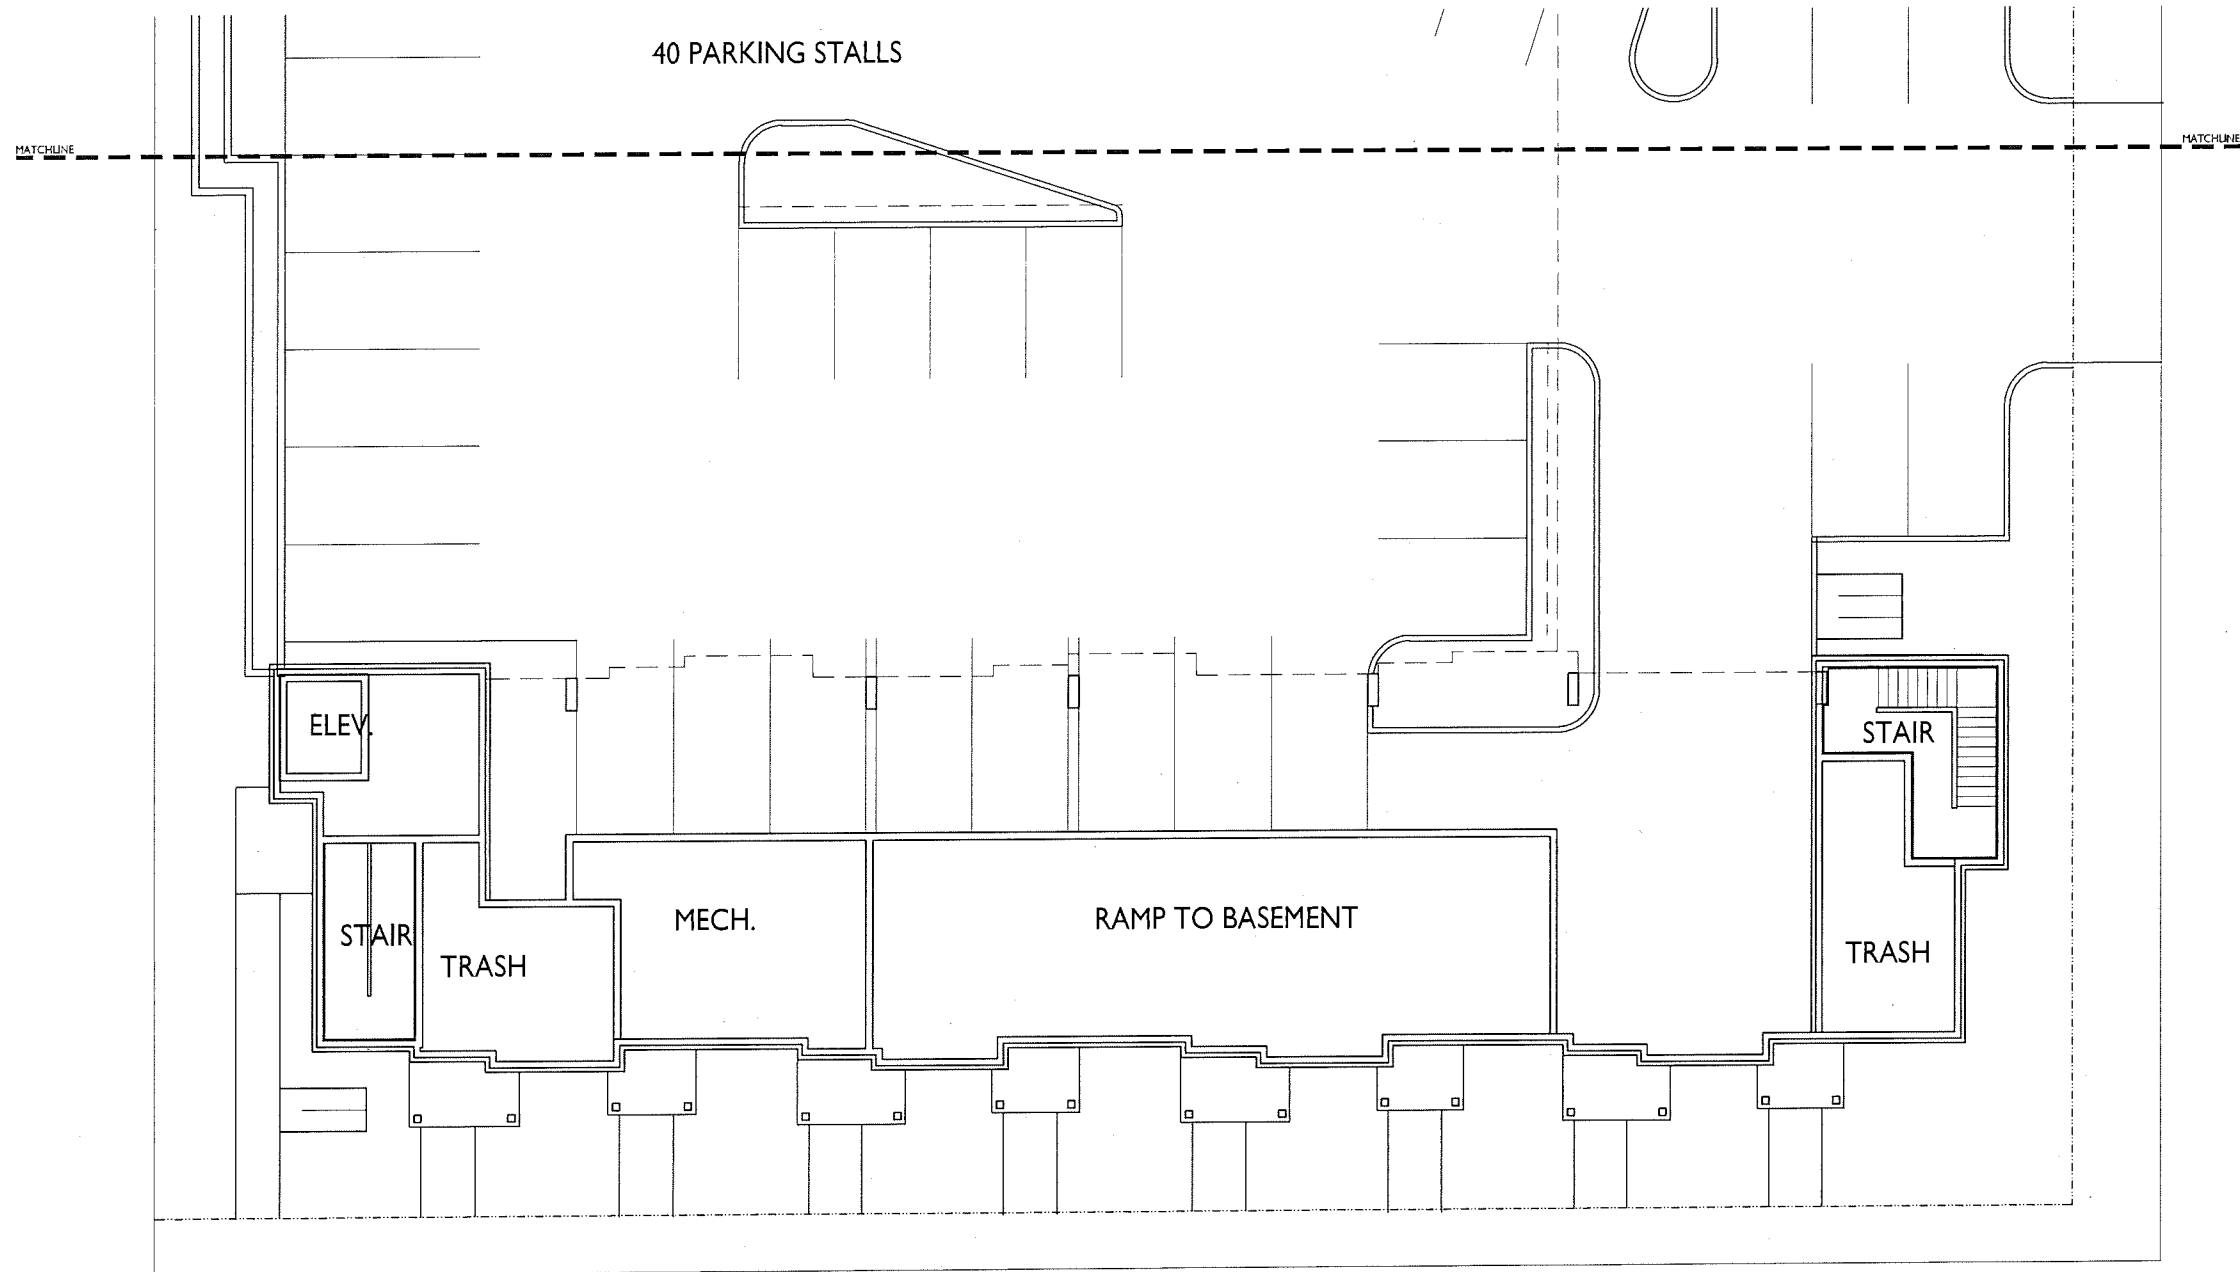 40 PARKING STALLS
MATCHLINE
MATCHLINE
ELEV.
STAIR
STAIR
TRASH
MECH.
RAMP TO BASEMENT
TRASH